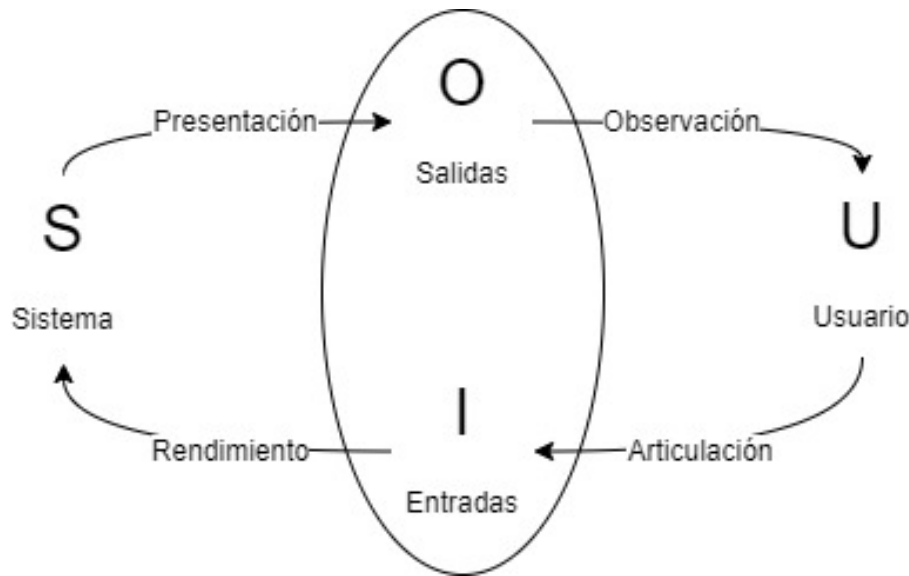 O
Presentación
Observación
Salidas
S
U
Sistema
Usuario
I
Rendimiento
Articulación
Entradas